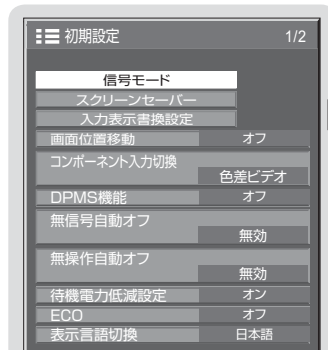 初期設定 1/2
信号モード
スクリーンセーバー
入力表示書換設定
画面位置移動 オフ
コンポーネント入力切換
色差ビデオ
DPMS機能 オフ
無信号自動オフ
無効
無操作自動オフ
無効
待機電力低減設定 オン
ECO オフ
表示言語切換 日本語